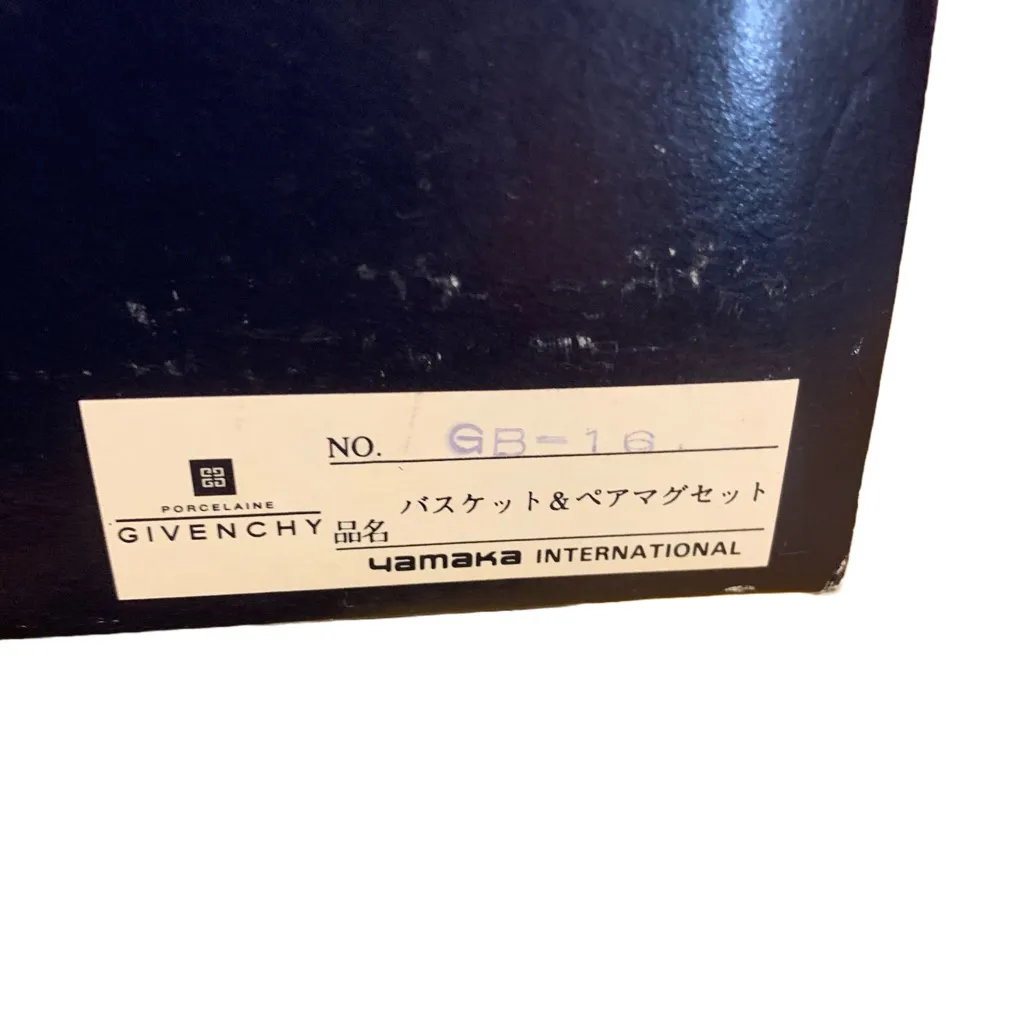 NO. GB-16
PORCELAINE
GIVENCHY
品名 バスケット&ペアマグセット
yamaka INTERNATIONAL